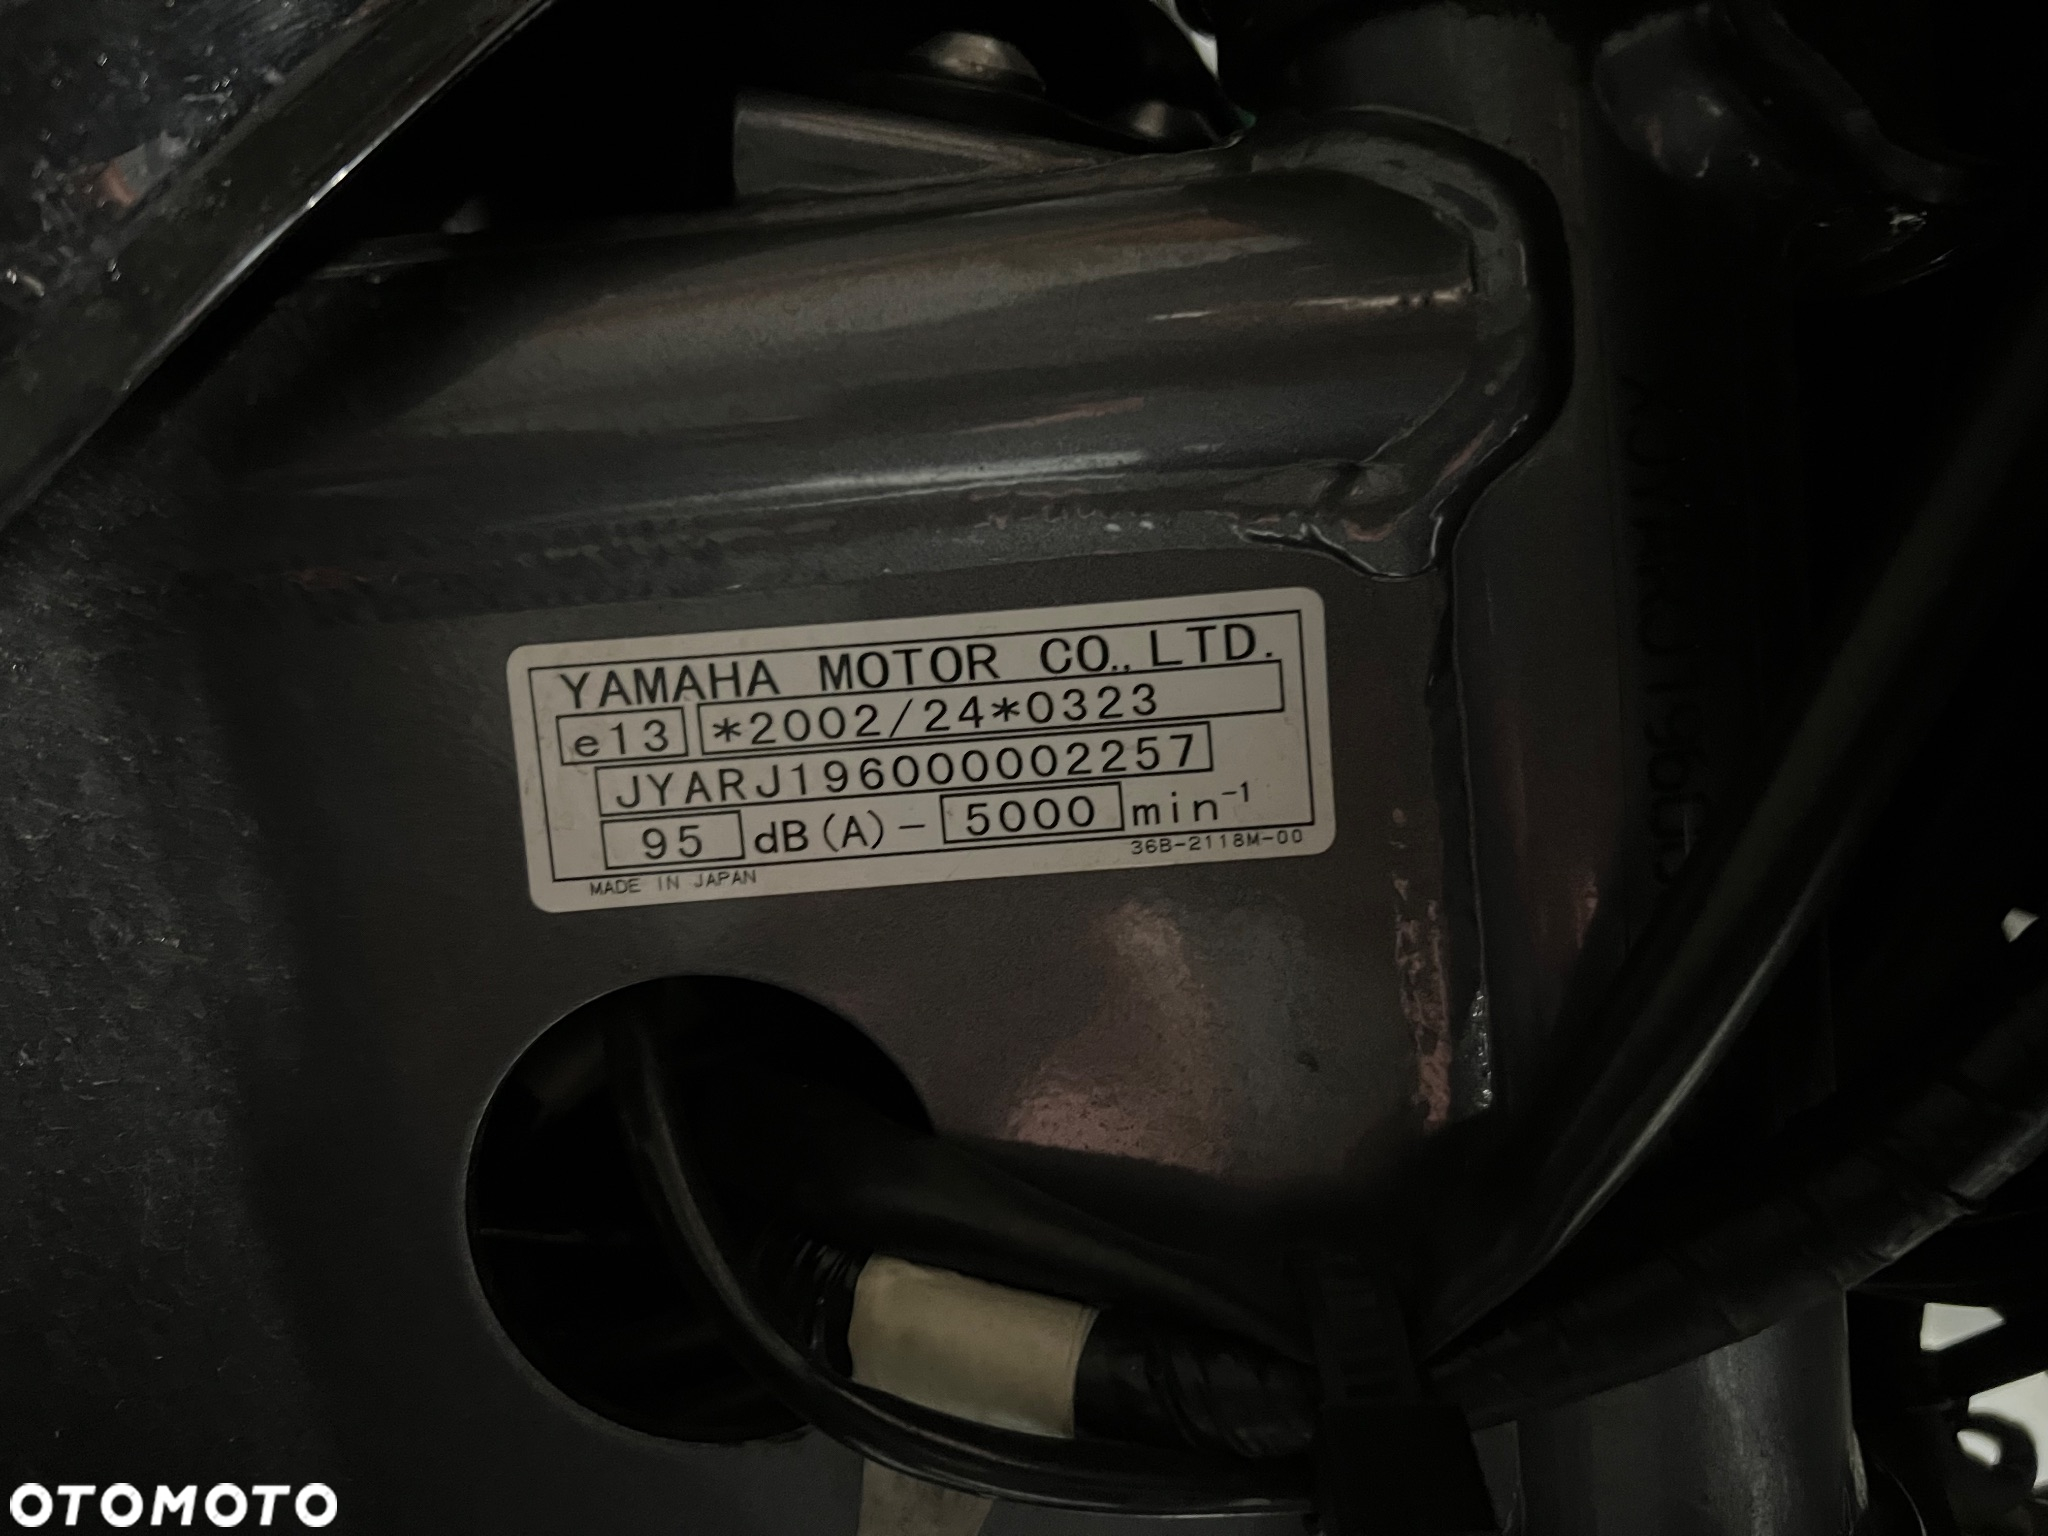 YAMAHA MOTOR CO., LTD.
e13 *2002/24*0323
JYARJ196000002257
95 dB(A) - 5000 min⁻¹
36B-2118M-00
MADE IN JAPAN
OTOMOTO